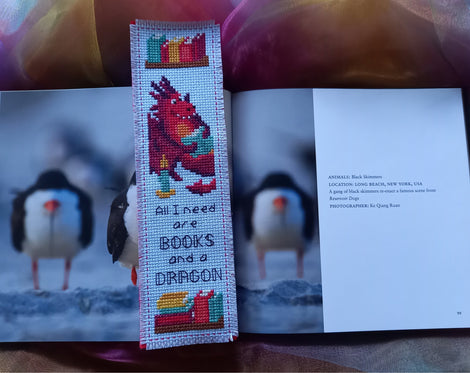 All I need
are
BOOKS
and a
DRAGON
ANIMALS: Black Skimmers
LOCATION: LONG BEACH, NEW YORK, USA
A gang of black skimmers re-enact a famous scene from
Reservoir Dogs
PHOTOGRAPHER: Ke Qiang Ruan